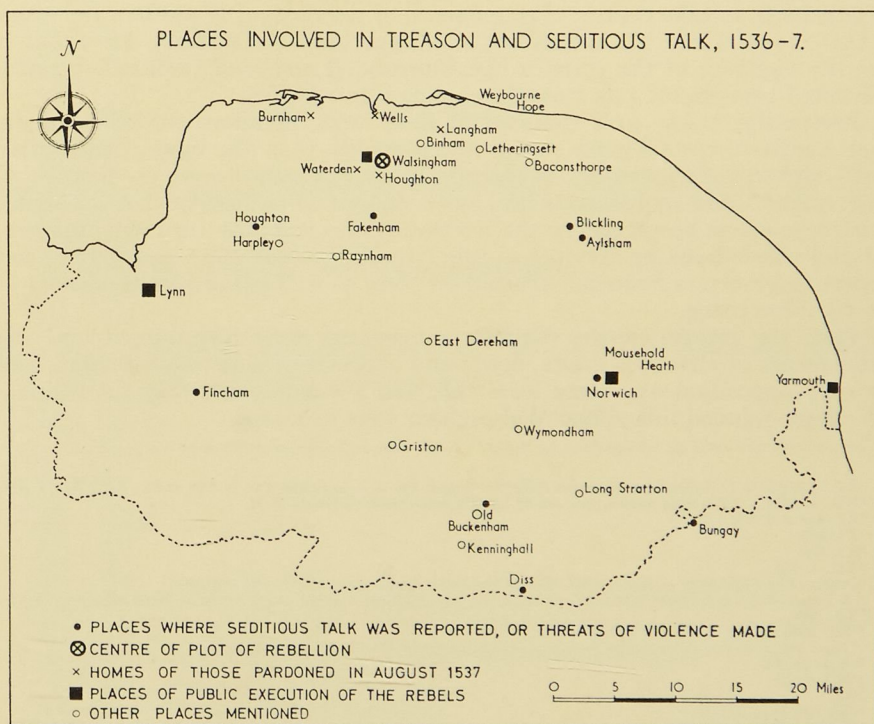 PLACES INVOLVED IN TREASON AND SEDITIOUS TALK, 1536-7.
N
Weybourne
Hope
Burnham
Wells
Langham
Binham
Letheringsett
Walsingham
Baconsthorpe
Waterden
Houghton
Houghton
Fakenham
Blickling
Harpley
Aylsham
Raynham
Lynn
East Dereham
Mousehold
Heath
Yarmouth
Fincham
Norwich
Wymondham
Griston
Long Stratton
Old
Buckenham
Bungay
Kenninghall
Diss
PLACES WHERE SEDITIOUS TALK WAS REPORTED, OR THREATS OF VIOLENCE MADE
CENTRE OF PLOT OF REBELLION
HOMES OF THOSE PARDONED IN AUGUST 1537
PLACES OF PUBLIC EXECUTION OF THE REBELS
OTHER PLACES MENTIONED
0 5 10 15 20 Miles